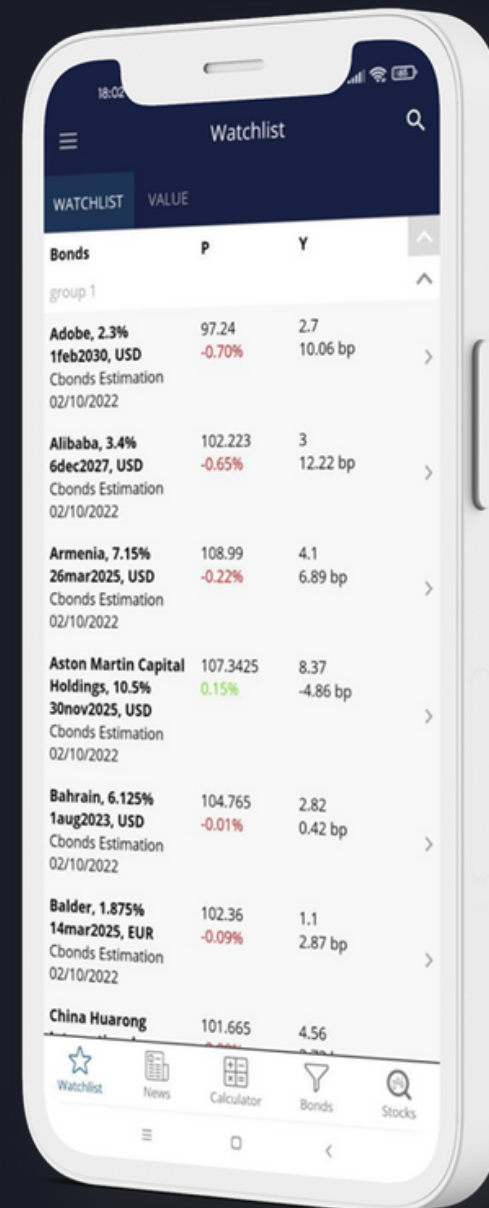 18:02
Watchlist
WATCHLIST VALUE
Bonds P Y
group 1
Adobe, 2.3% 97.24 2.7
1feb2030, USD -0.70% 10.06 bp
Cbonds Estimation
02/10/2022
Alibaba, 3.4% 102.223 3
6dec2027, USD -0.65% 12.22 bp
Cbonds Estimation
02/10/2022
Armenia, 7.15% 108.99 4.1
26mar2025, USD -0.22% 6.89 bp
Cbonds Estimation
02/10/2022
Aston Martin Capital 107.3425 8.37
Holdings, 10.5% 0.15% -4.86 bp
30nov2025, USD
Cbonds Estimation
02/10/2022
Bahrain, 6.125% 104.765 2.82
1aug2023, USD -0.01% 0.42 bp
Cbonds Estimation
02/10/2022
Balder, 1.875% 102.36 1.1
14mar2025, EUR -0.09% 2.87 bp
Cbonds Estimation
02/10/2022
China Huarong 101.665 4.56
Watchlist News Calculator Bonds Stocks